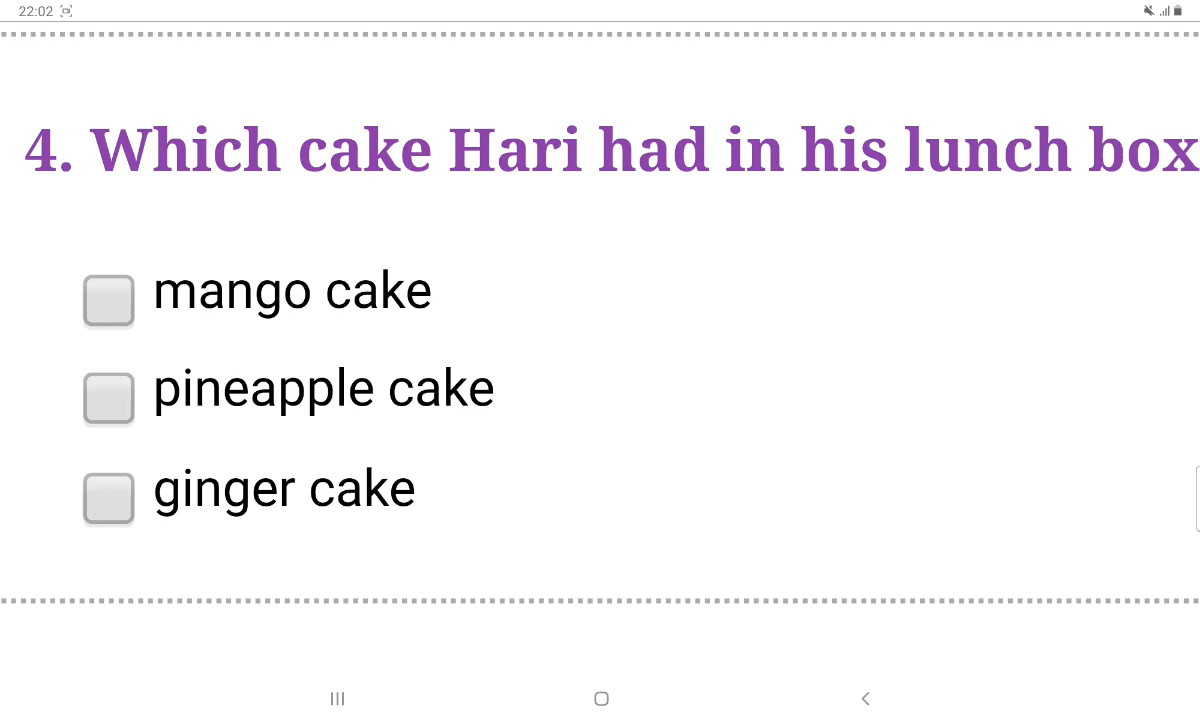 22:02
4. Which cake Hari had in his lunch box
mango cake
pineapple cake
ginger cake